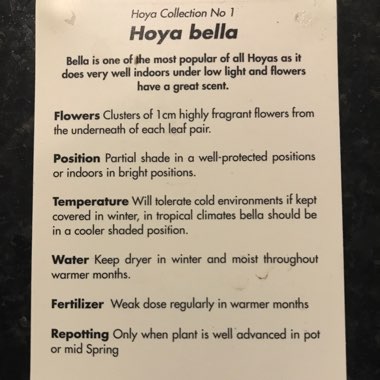 Hoya Collection No 1
Hoya bella
Bella is one of the most popular of all Hoyas as it
does very well indoors under low light and flowers
have a great scent.
Flowers Clusters of 1cm highly fragrant flowers from
the underneath of each leaf pair.
Position Partial shade in a well-protected positions
or indoors in bright positions.
Temperature Will tolerate cold environments if kept
covered in winter, in tropical climates bella should be
in a cooler shaded position.
Water Keep dryer in winter and moist throughout
warmer months.
Fertilizer Weak dose regularly in warmer months
Repotting Only when plant is well advanced in pot
or mid Spring